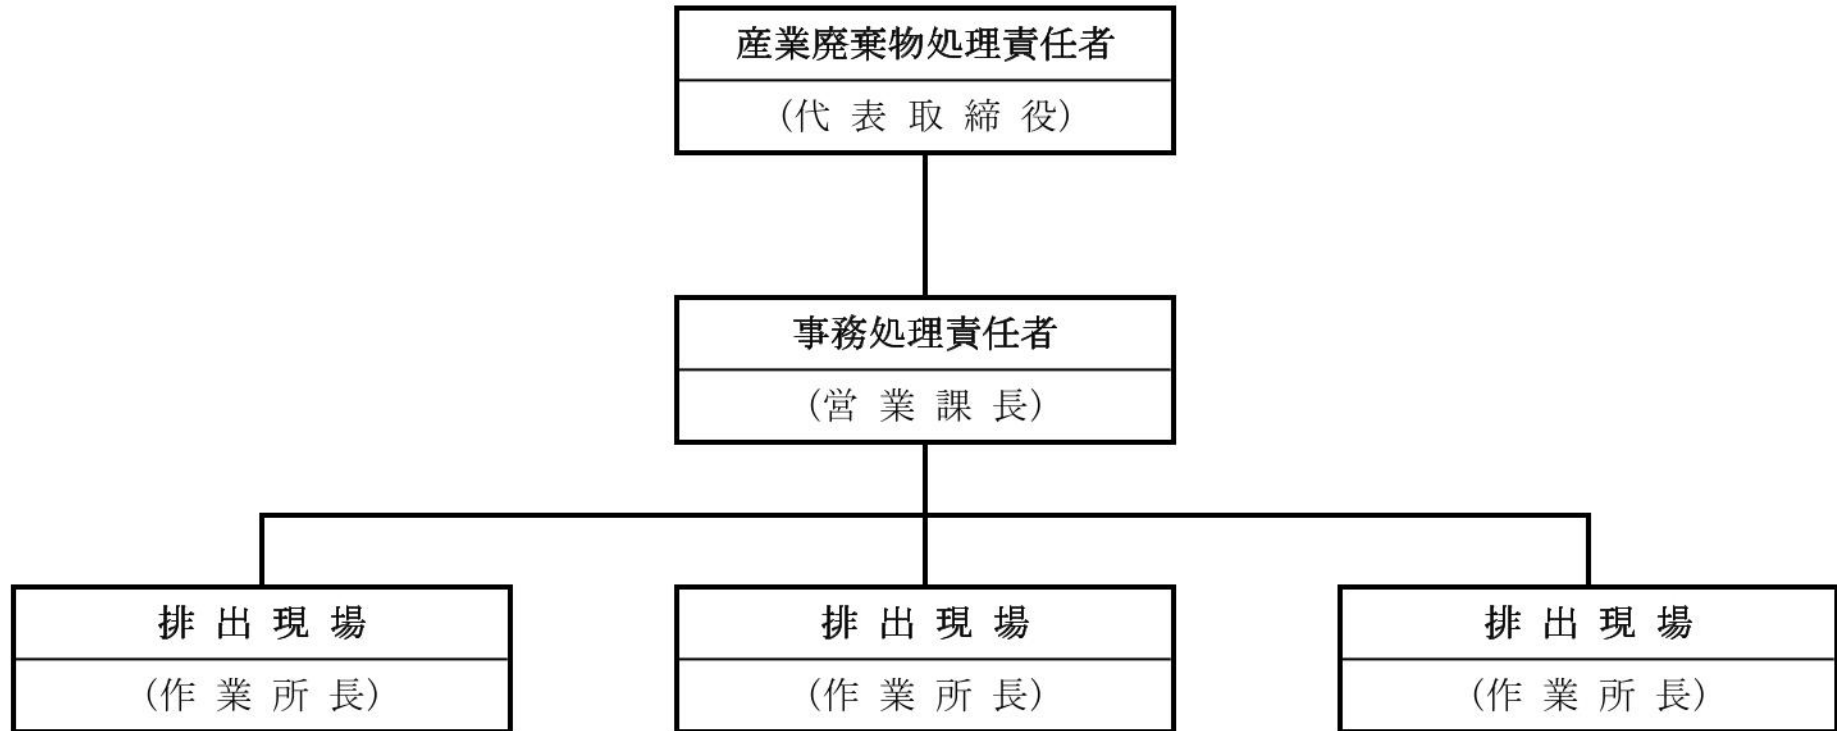 産業廃棄物処理責任者
(代 表 取 締 役)
事務処理責任者
(営 業 課 長)
排 出 現 場
(作 業 所 長)
排 出 現 場
(作 業 所 長)
排 出 現 場
(作 業 所 長)